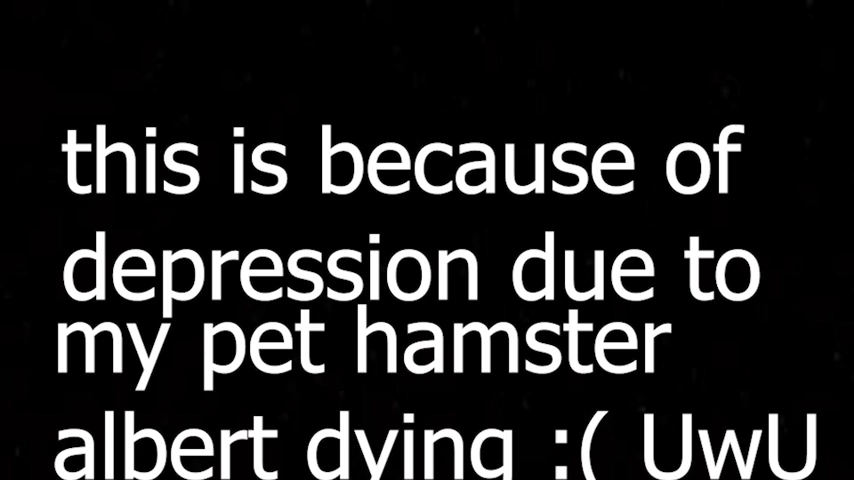 this is because of
depression due to
my pet hamster
albert dying :( UwU